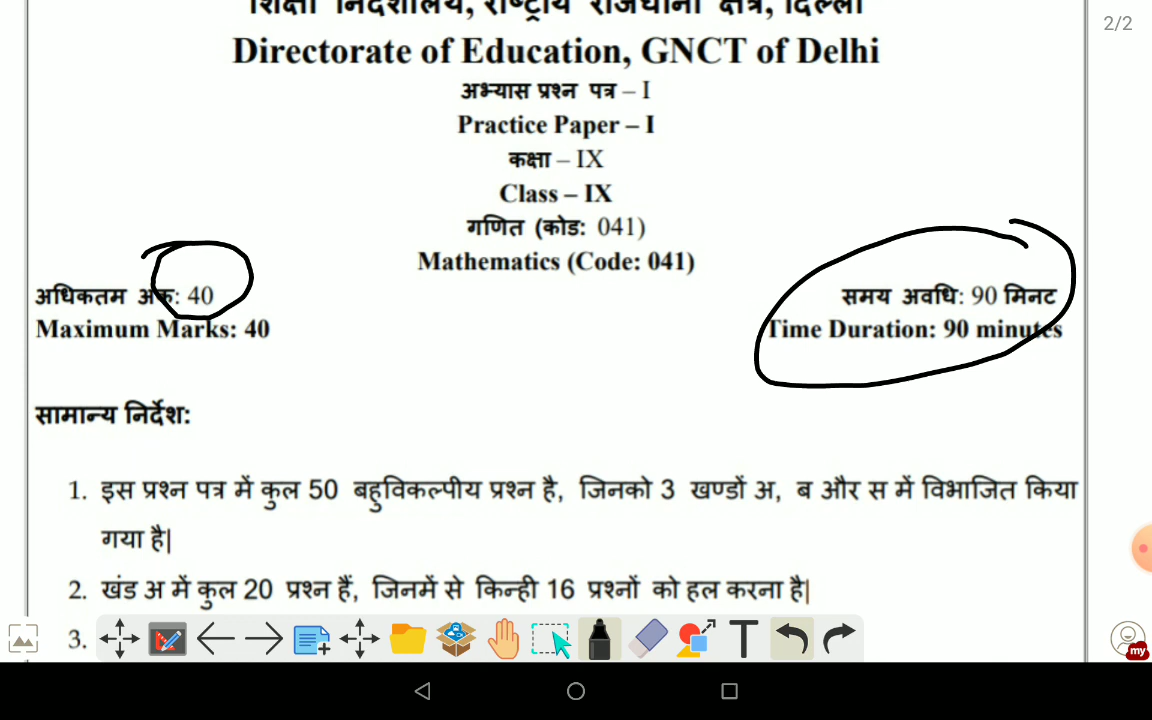 शिक्षा निदेशालय, राष्ट्रीय राजधानी क्षेत्र, दिल्ली
2/2
Directorate of Education, GNCT of Delhi
अभ्यास प्रश्न पत्र – I
Practice Paper – I
कक्षा – IX
Class – IX
गणित (कोड: 041)
Mathematics (Code: 041)
अधिकतम अंक: 40 समय अवधि: 90 मिनट
Maximum Marks: 40 Time Duration: 90 minutes
सामान्य निर्देश:
1. इस प्रश्न पत्र में कुल 50 बहुविकल्पीय प्रश्न है, जिनको 3 खण्डों अ, ब और स में विभाजित किया
गया है|
2. खंड अ में कुल 20 प्रश्न हैं, जिनमें से किन्ही 16 प्रश्नों को हल करना है|
3.
T
my